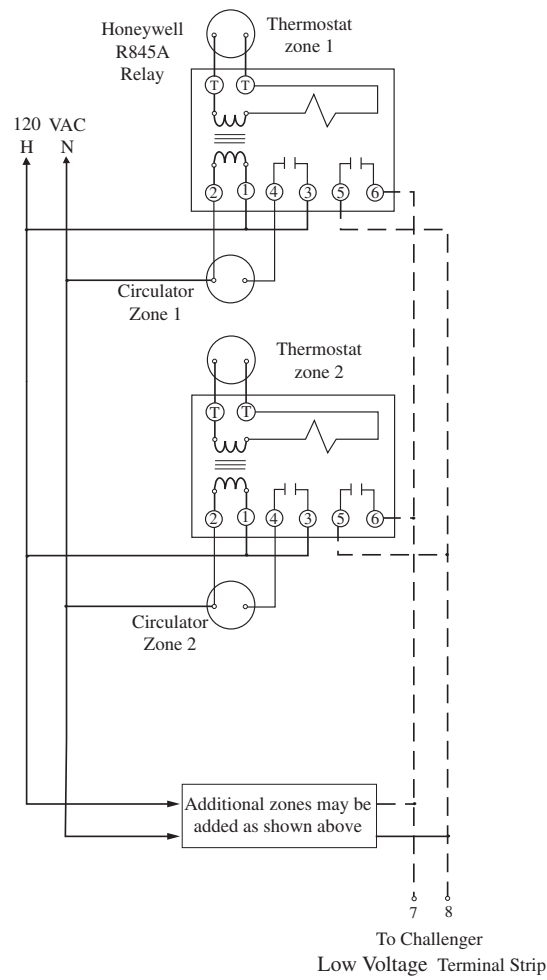 Honeywell
R845A
Relay
Thermostat
zone 1
120 VAC
H N
T T
2 1 4 3 5 6
Circulator
Zone 1
Thermostat
zone 2
T T
2 1 4 3 5 6
Circulator
Zone 2
Additional zones may be
added as shown above
7 8
To Challenger
Low Voltage Terminal Strip